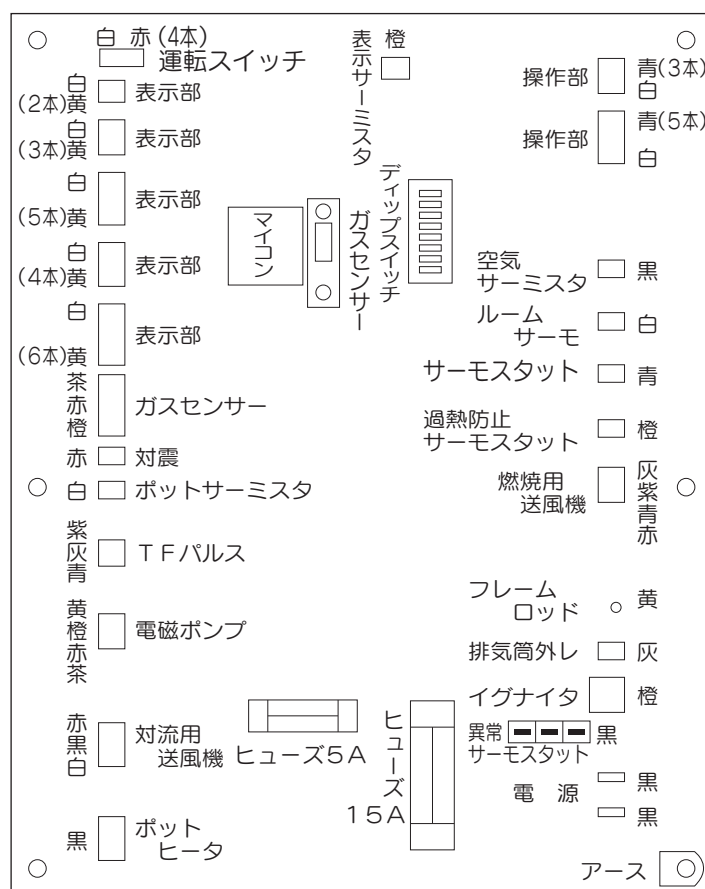 白 赤(4本)
運転スイッチ
白
(2本)黄
表示部
白
(3本)黄
表示部
白
(5本)黄
表示部
白
(4本)黄
表示部
白
(6本)黄
表示部
茶赤橙
ガスセンサー
赤
対震
白
ポットサーミスタ
紫灰青
TFパルス
黄橙赤茶
電磁ポンプ
赤黒白
対流用
送風機
黒
ポット
ヒータ
表示サーミスタ
橙
マイコン
ガスセンサー
ディップスイッチ
ヒューズ5A
ヒューズ
15A
操作部
青(3本)
白
操作部
青(5本)
白
空気
サーミスタ
黒
ルーム
サーモ
白
サーモスタット
青
過熱防止
サーモスタット
橙
燃焼用
送風機
灰紫青赤
フレーム
ロッド
黄
排気筒外レ
灰
イグナイタ
橙
異常
サーモスタット
黒
電 源
黒
黒
アース